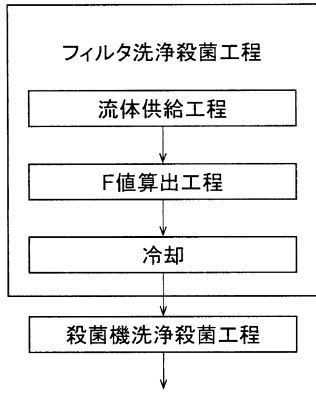 フィルタ洗浄殺菌工程
流体供給工程
F値算出工程
冷却
殺菌機洗浄殺菌工程